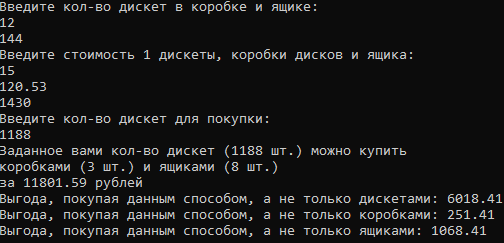 Введите кол-во дискет в коробке и ящике:
12
144
Введите стоимость 1 дискеты, коробки дисков и ящика:
15
120.53
1430
Введите кол-во дискет для покупки:
1188
Заданное вами кол-во дискет (1188 шт.) можно купить
коробками (3 шт.) и ящиками (8 шт.)
за 11801.59 рублей
Выгода, покупая данным способом, а не только дискетами: 6018.41
Выгода, покупая данным способом, а не только коробками: 251.41
Выгода, покупая данным способом, а не только ящиками: 1068.41